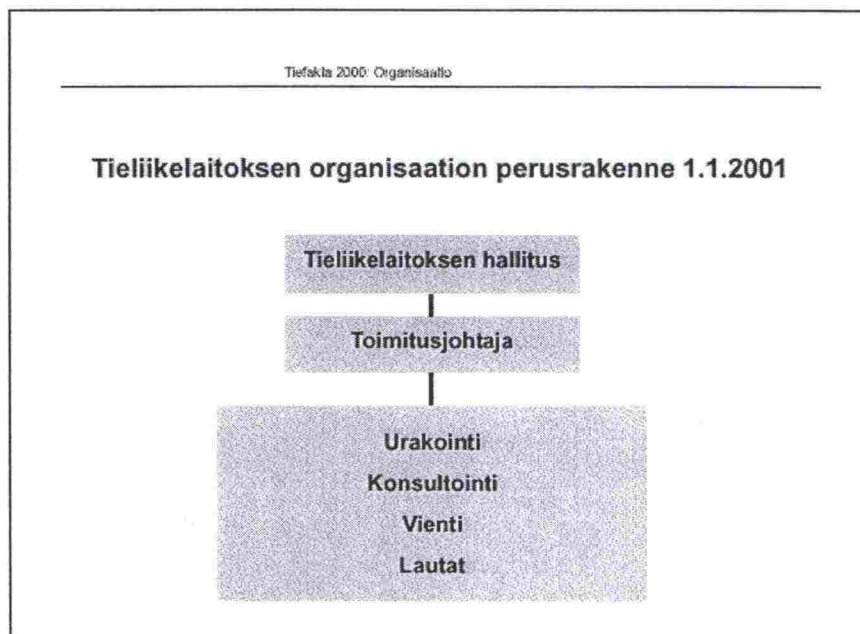 Tiefakta 2000: Organisaatio
Tieliikelaitoksen organisaation perusrakenne 1.1.2001
Tieliikelaitoksen hallitus
Toimitusjohtaja
Urakointi
Konsultointi
Vienti
Lautat